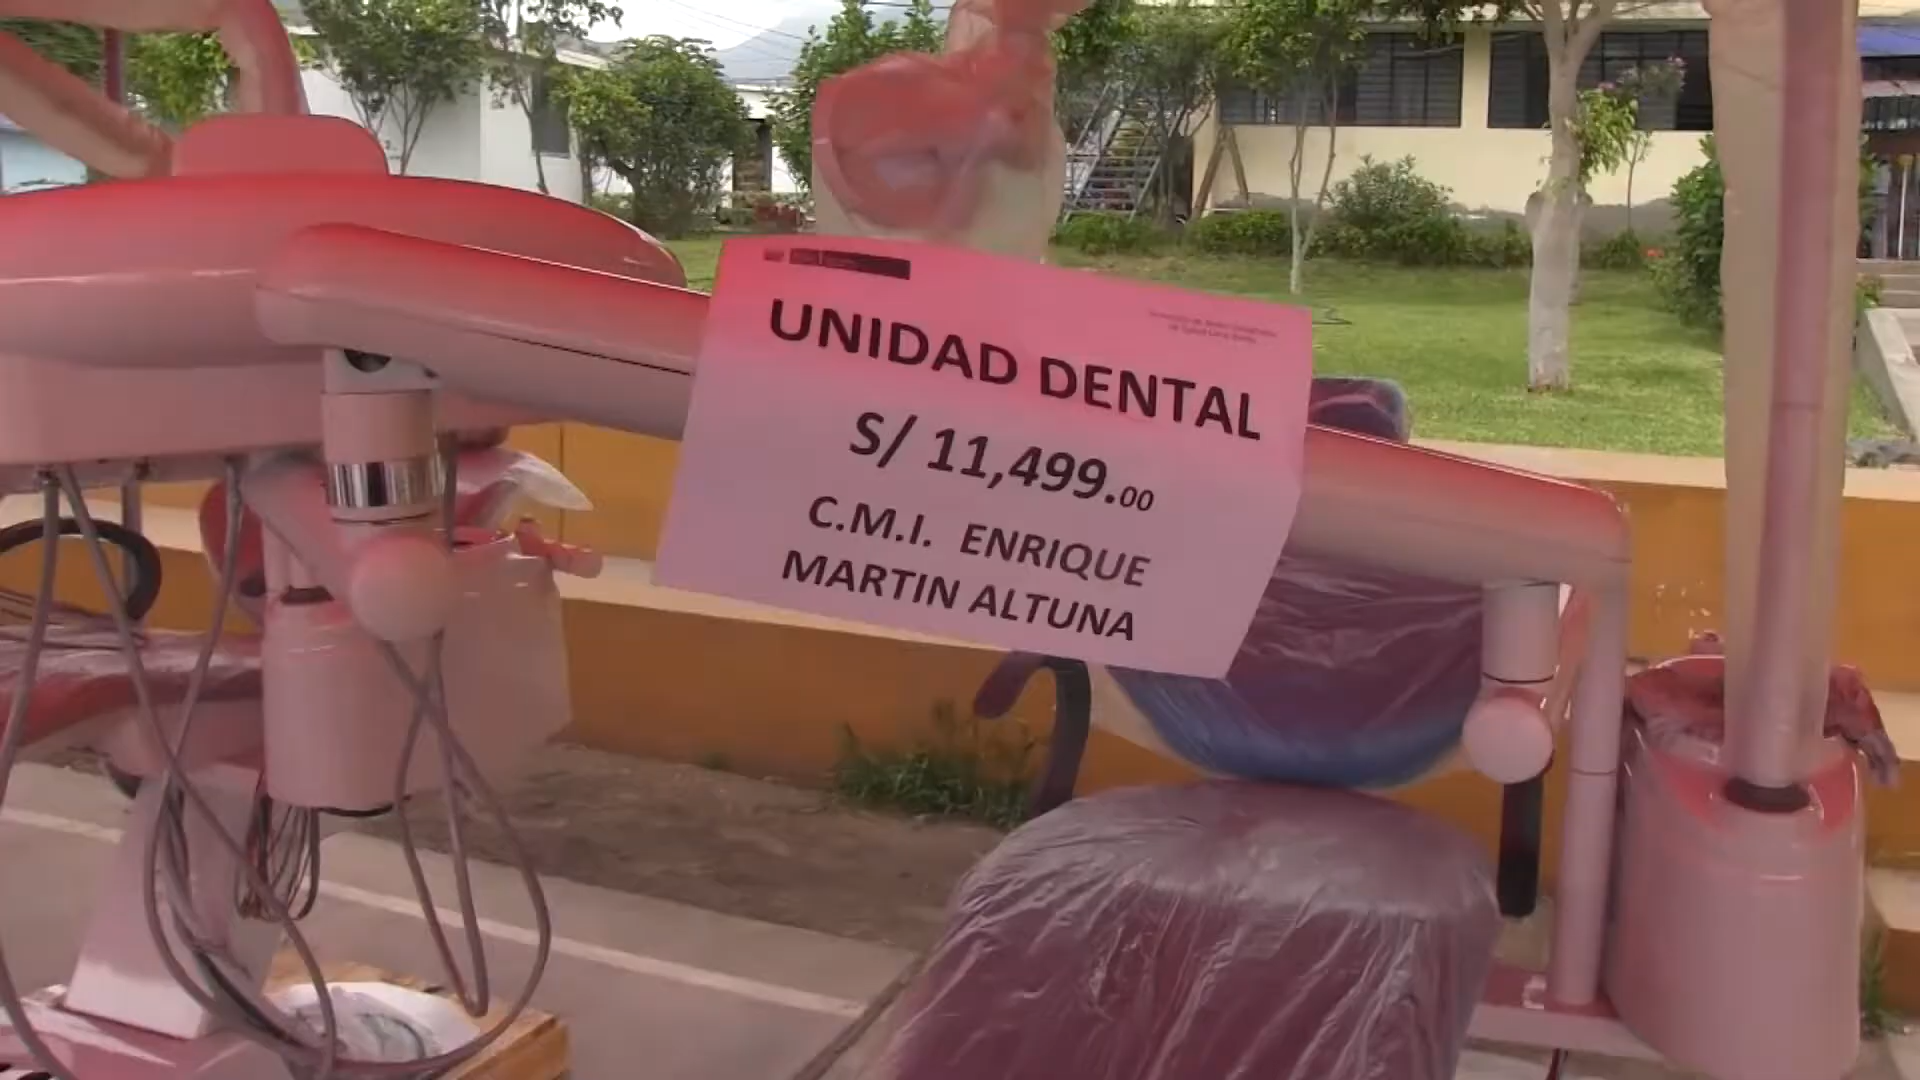 UNIDAD DENTAL
S/ 11,499.00
C.M.I. ENRIQUE
MARTIN ALTUNA